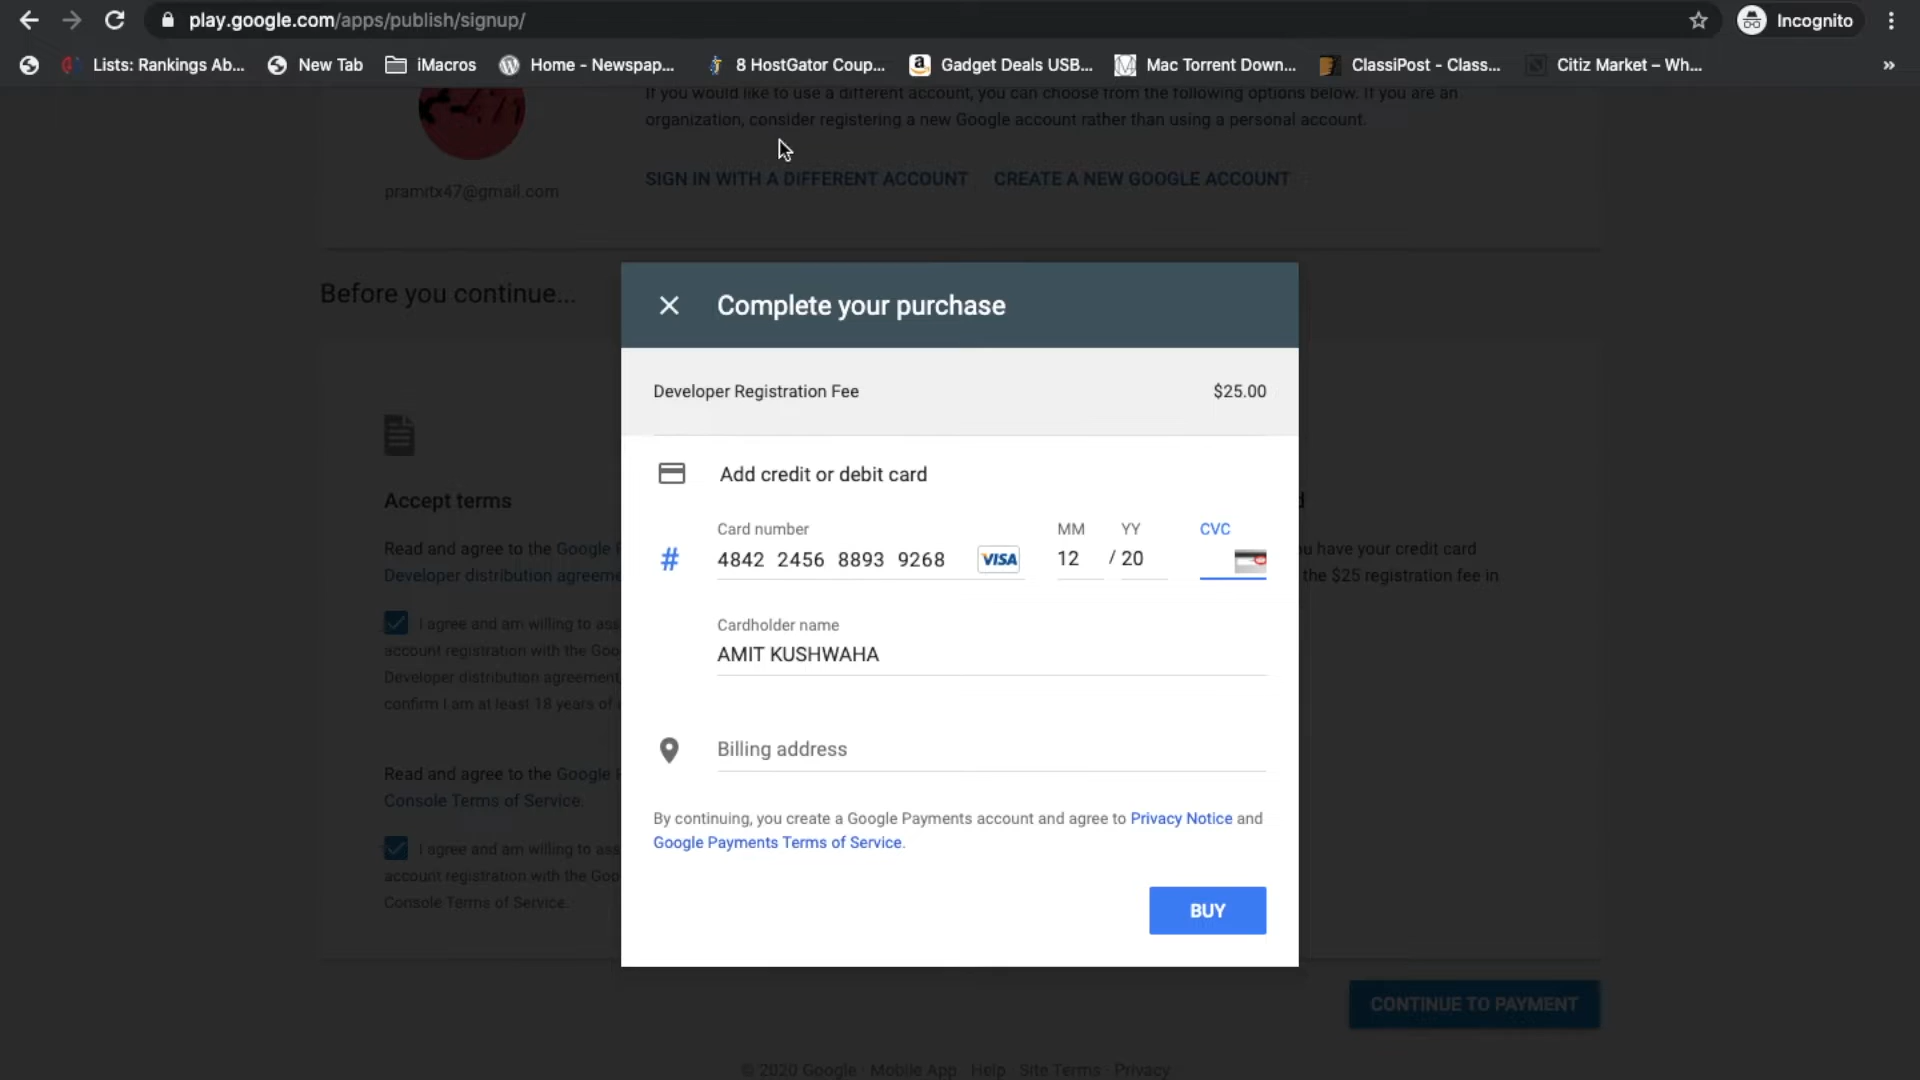 play.google.com/apps/publish/signup/
Incognito
Lists: Rankings Ab...
New Tab
iMacros
Home - Newspap...
8 HostGator Coup...
Gadget Deals USB...
Mac Torrent Down...
ClassiPost - Class...
Citiz Market – Wh...
»
If you would like to use a different account, you can choose from the following options below. If you are an
organization, consider registering a new Google account rather than using a personal account.
SIGN IN WITH A DIFFERENT ACCOUNT CREATE A NEW GOOGLE ACCOUNT
pramitx47@gmail.com
Before you continue...
Complete your purchase
Developer Registration Fee $25.00
Add credit or debit card
Card number MM YY CVC
# 4842 2456 8893 9268 VISA 12 / 20
Cardholder name
AMIT KUSHWAHA
Billing address
By continuing, you create a Google Payments account and agree to Privacy Notice and
Google Payments Terms of Service.
BUY
Accept terms
Read and agree to the Google
Developer distribution agreeme
I agree and am willing to ass
account registration with the Goo
Developer distribution agreement
confirm I am at least 18 years of
Read and agree to the Google
Console Terms of Service.
I agree and am willing to ass
account registration with the Goo
Console Terms of Service.
u have your credit card
the $25 registration fee in
CONTINUE TO PAYMENT
© 2020 Google · Mobile App · Help · Site Terms · Privacy